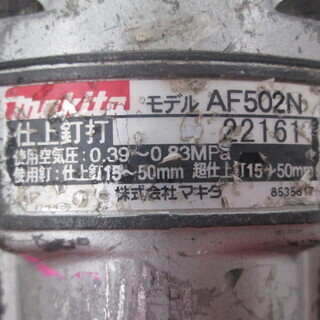 makita モデル AF502N
仕上釘打 22161
使用空気圧：0.39～0.83MPa
使用釘：仕上釘15～50mm 超仕上釘15～50mm
株式会社マキタ 8535617